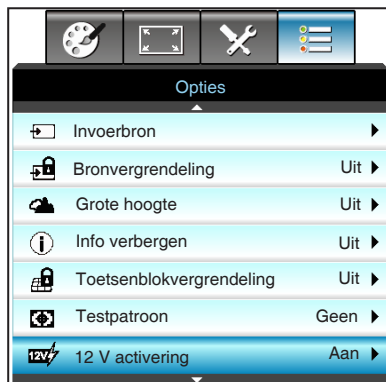 Opties
Invoerbron
Bronvergrendeling Uit
Grote hoogte Uit
Info verbergen Uit
Toetsenblokvergrendeling Uit
Testpatroon Geen
12V 12 V activering Aan